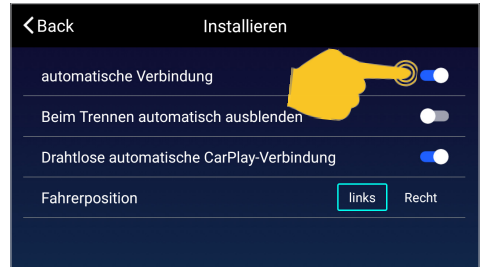 Back
Installieren
automatische Verbindung
Beim Trennen automatisch ausblenden
Drahtlose automatische CarPlay-Verbindung
Fahrerposition
links
Recht